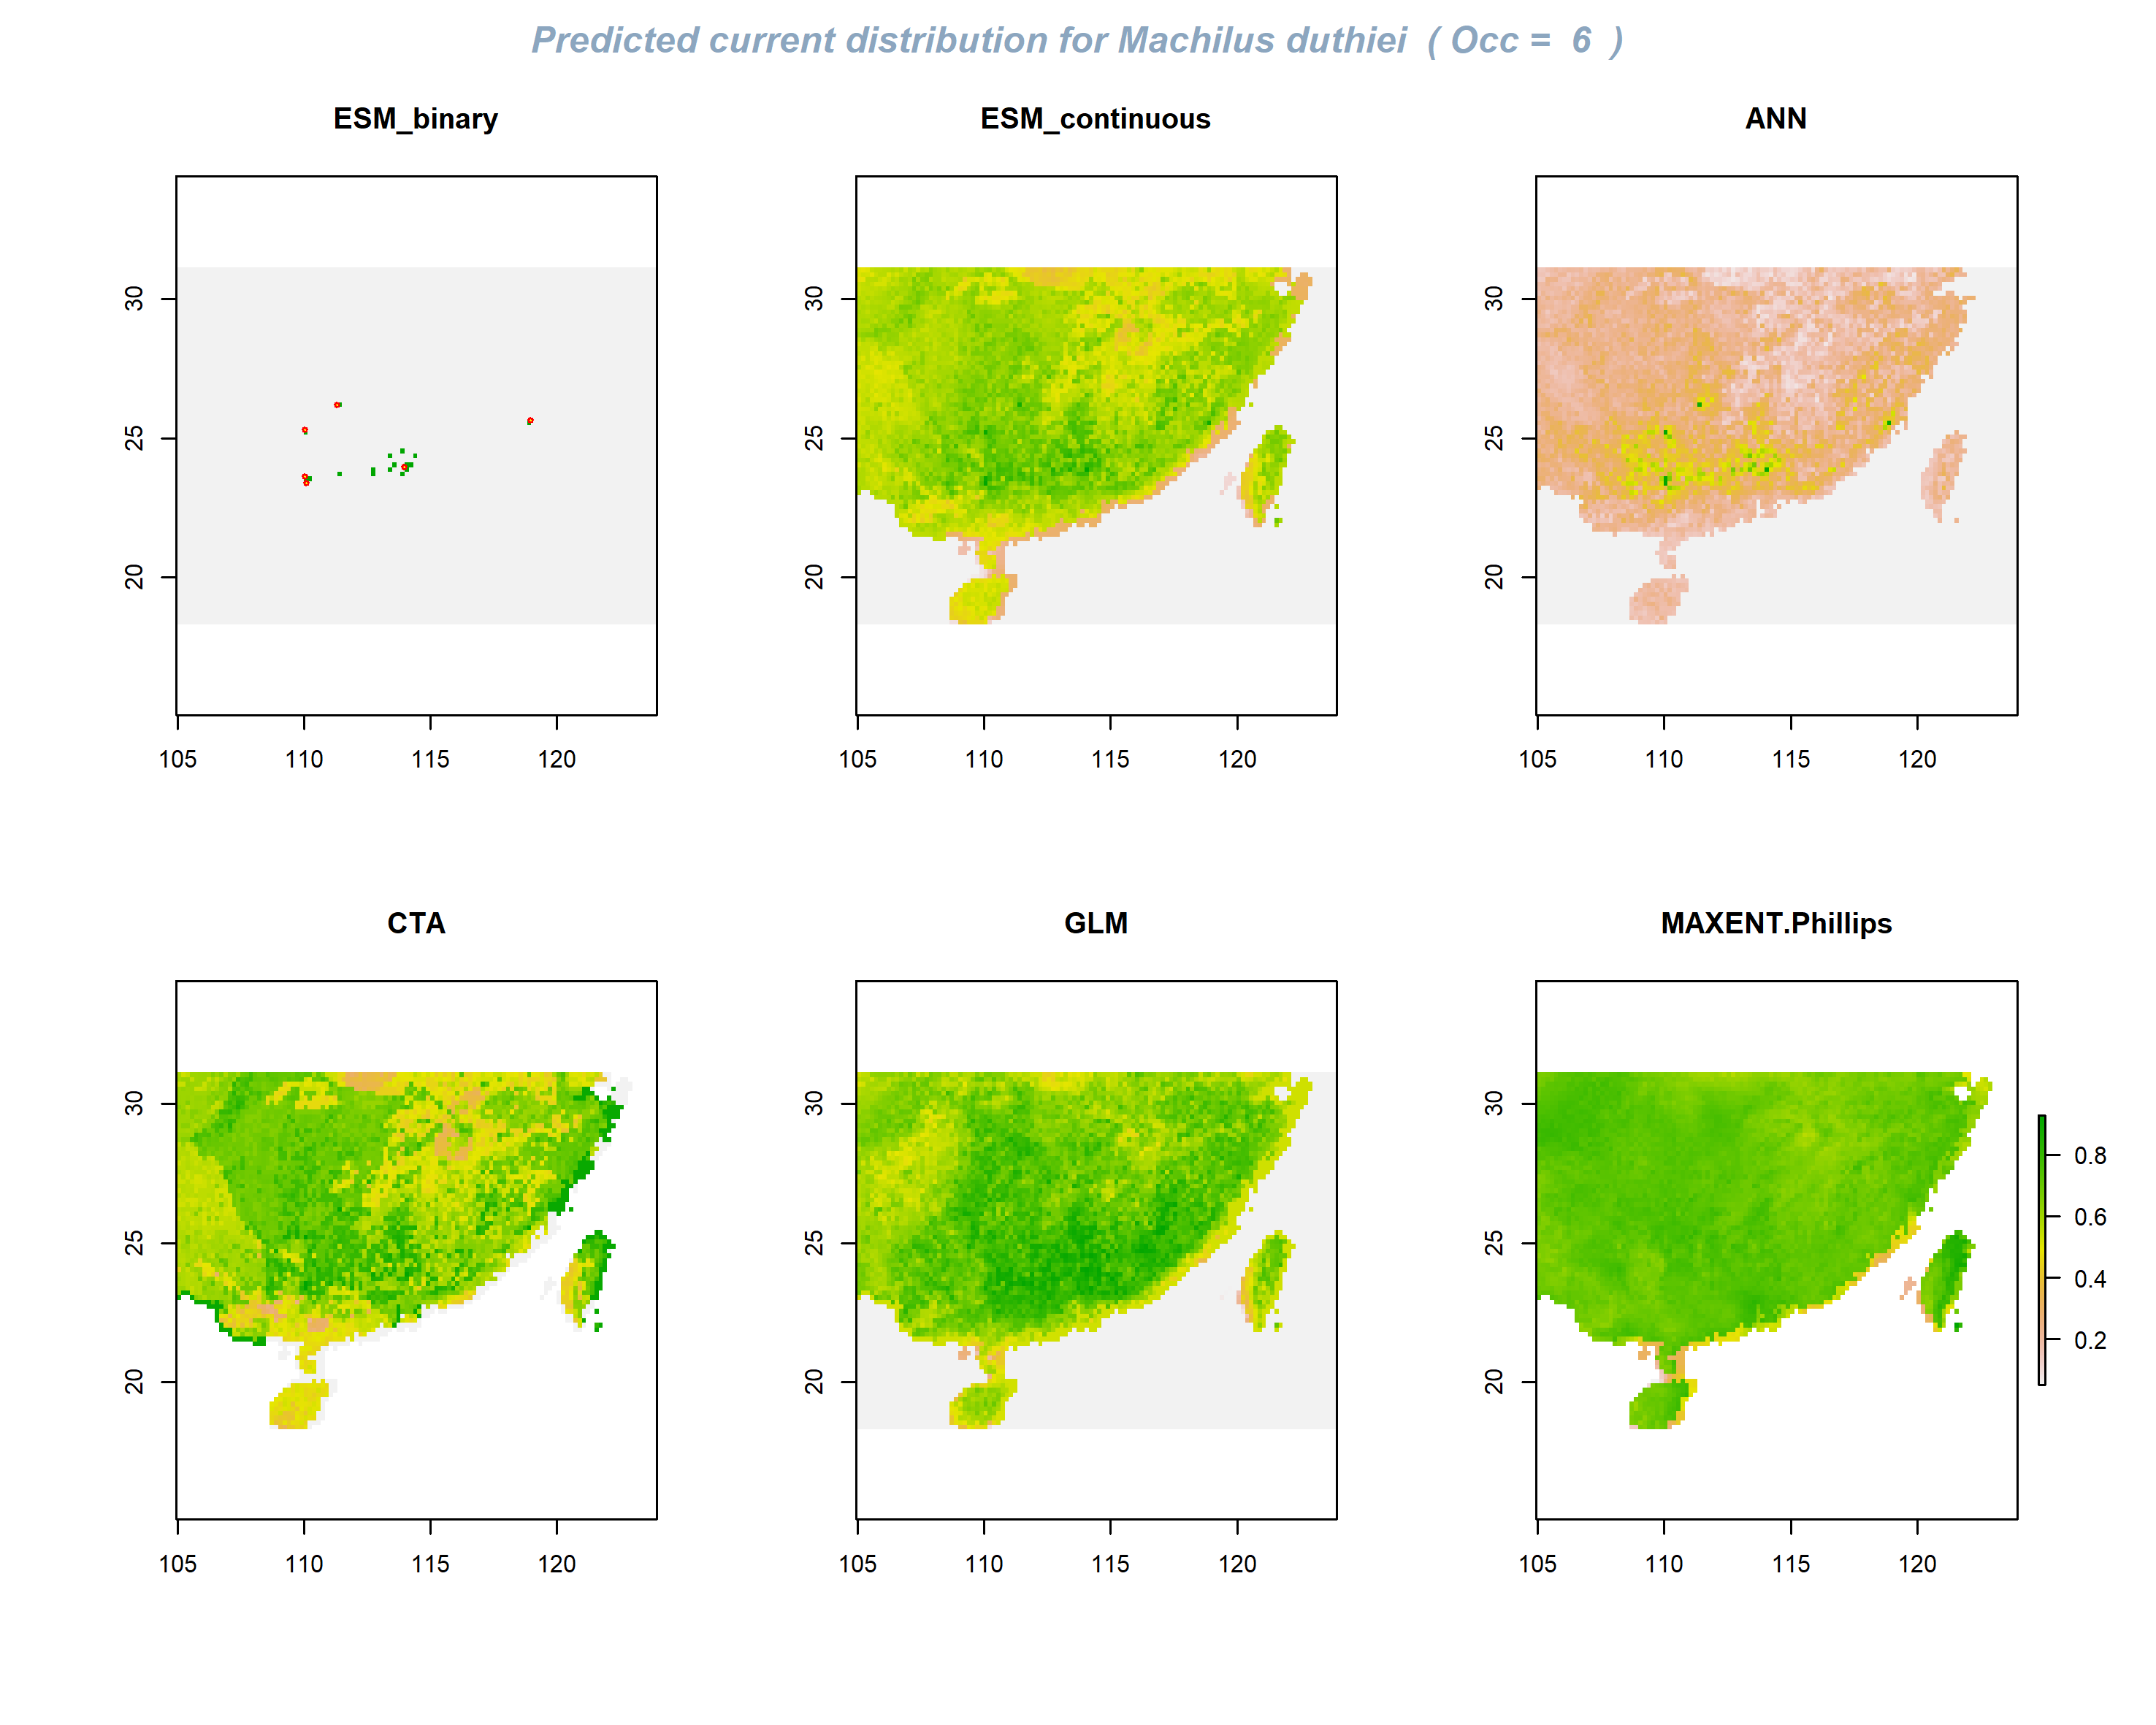 Predicted current distribution for Machilus duthiei ( Occ = 6 )
ESM_binary
30
25
20
105 110 115 120
ESM_continuous
30
25
20
105 110 115 120
ANN
30
25
20
105 110 115 120
CTA
30
25
20
105 110 115 120
GLM
30
25
20
105 110 115 120
MAXENT.Phillips
30
25
20
105 110 115 120
0.8
0.6
0.4
0.2